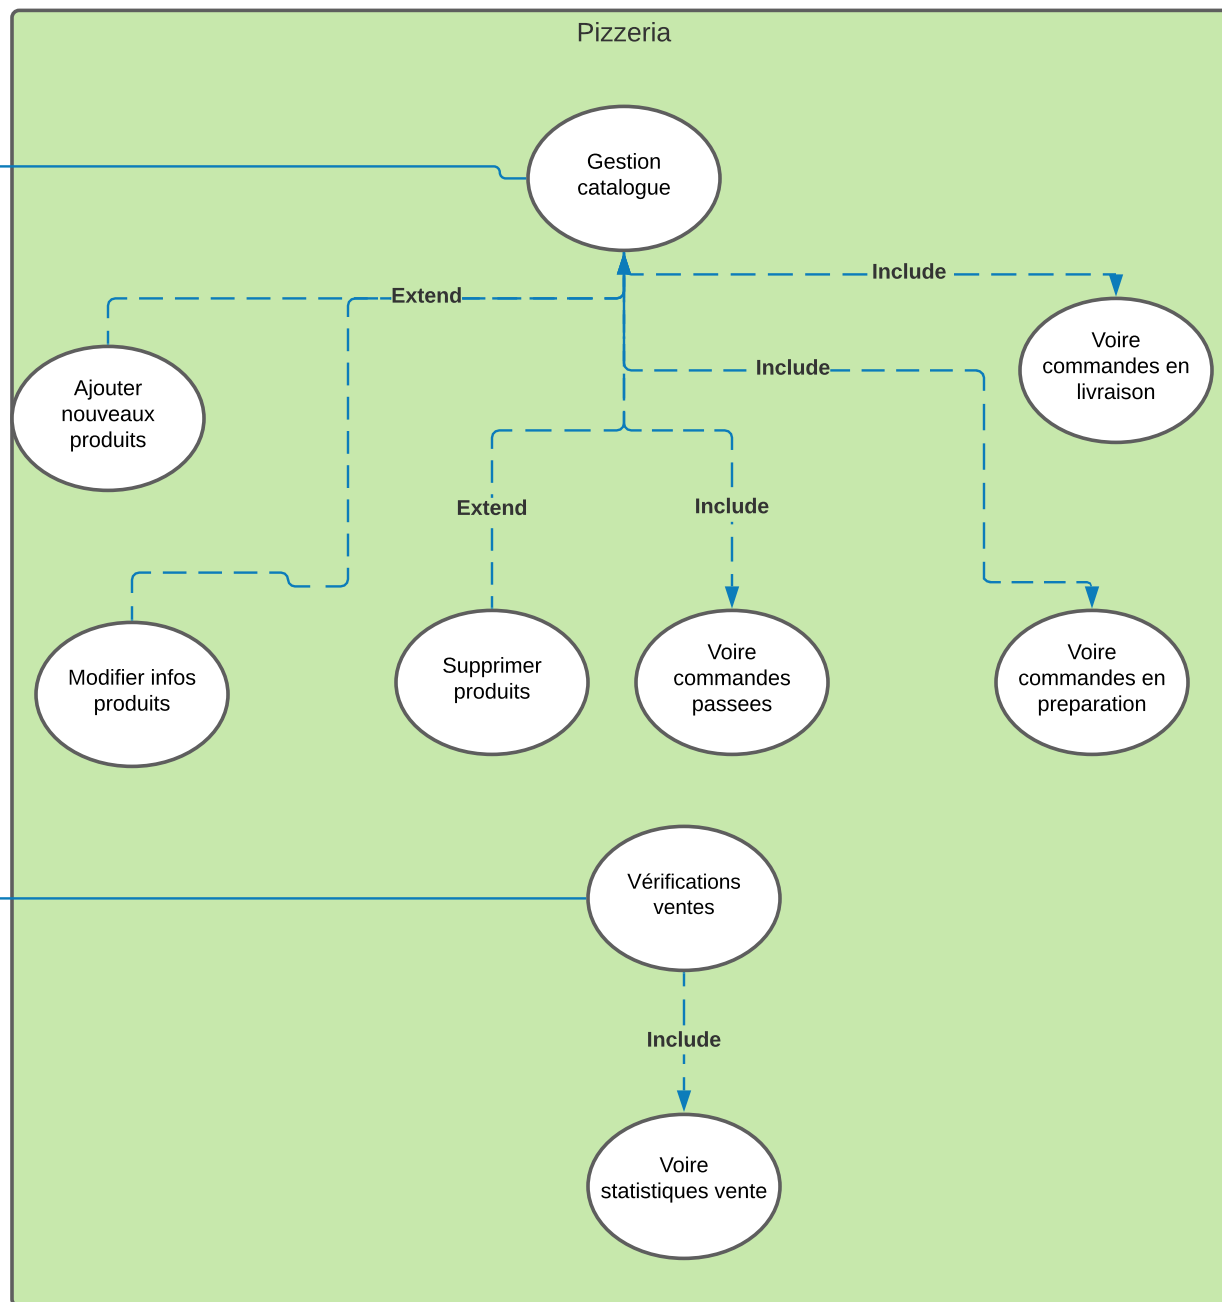 Pizzeria
Gestion
catalogue
Include
Extend
Voire
commandes en
livraison
Include
Ajouter
nouveaux
produits
Extend
Include
Modifier infos
produits
Supprimer
produits
Voire
commandes
passees
Voire
commandes en
preparation
Vérifications
ventes
Include
Voire
statistiques vente